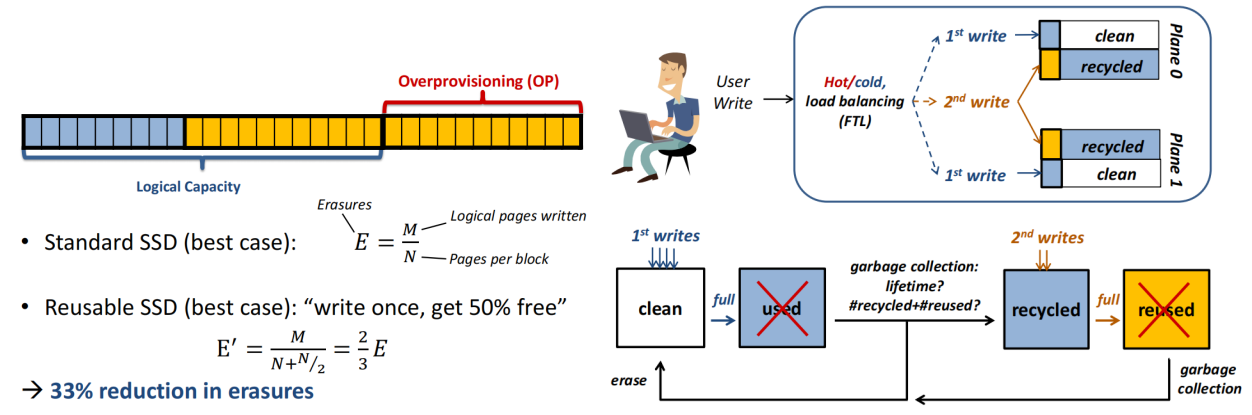 Overprovisioning (OP)
Logical Capacity
Erasures
Logical pages written
• Standard SSD (best case): E = M/N
Pages per block
• Reusable SSD (best case): “write once, get 50% free”
E′ = M/(N+N/2) = 2/3 E
→ 33% reduction in erasures
User
Write
Hot/cold,
load balancing
(FTL)
1st write
clean
recycled
Plane 0
2nd write
recycled
1st write
clean
Plane 1
1st writes
clean
full
used
garbage collection:
lifetime?
#recycled+#reused?
2nd writes
recycled
full
reused
erase
garbage
collection